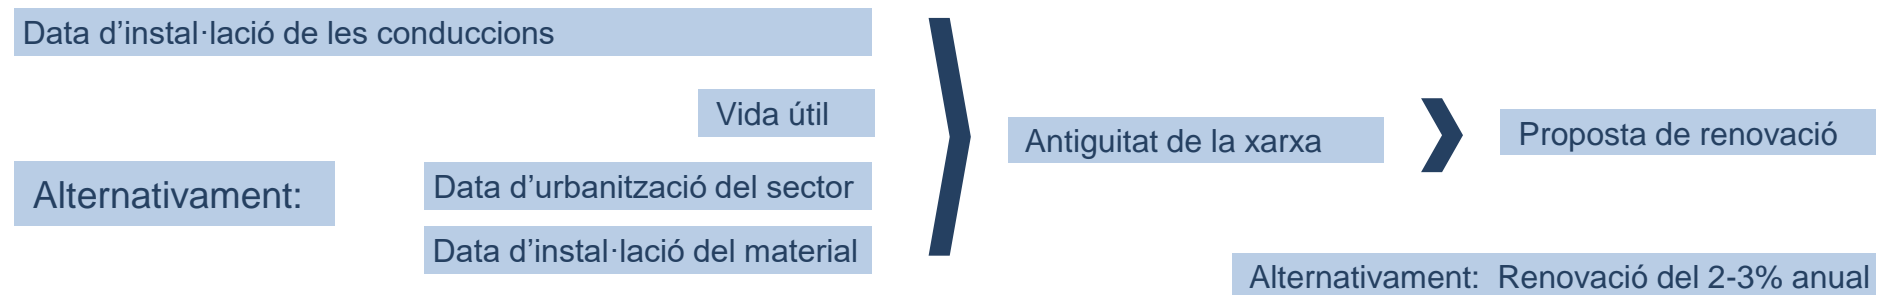 Data d’instal·lació de les conduccions
Vida útil
Alternativament:
Data d’urbanització del sector
Data d’instal·lació del material
Antiguitat de la xarxa
Proposta de renovació
Alternativament:  Renovació del 2-3% anual